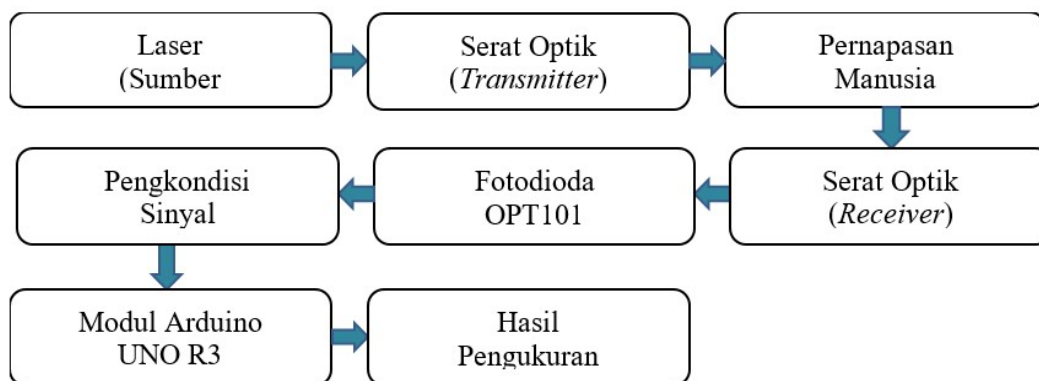 Laser
(Sumber
Serat Optik
(Transmitter)
Pernapasan
Manusia
Serat Optik
(Receiver)
Fotodioda
OPT101
Pengkondisi
Sinyal
Modul Arduino
UNO R3
Hasil
Pengukuran